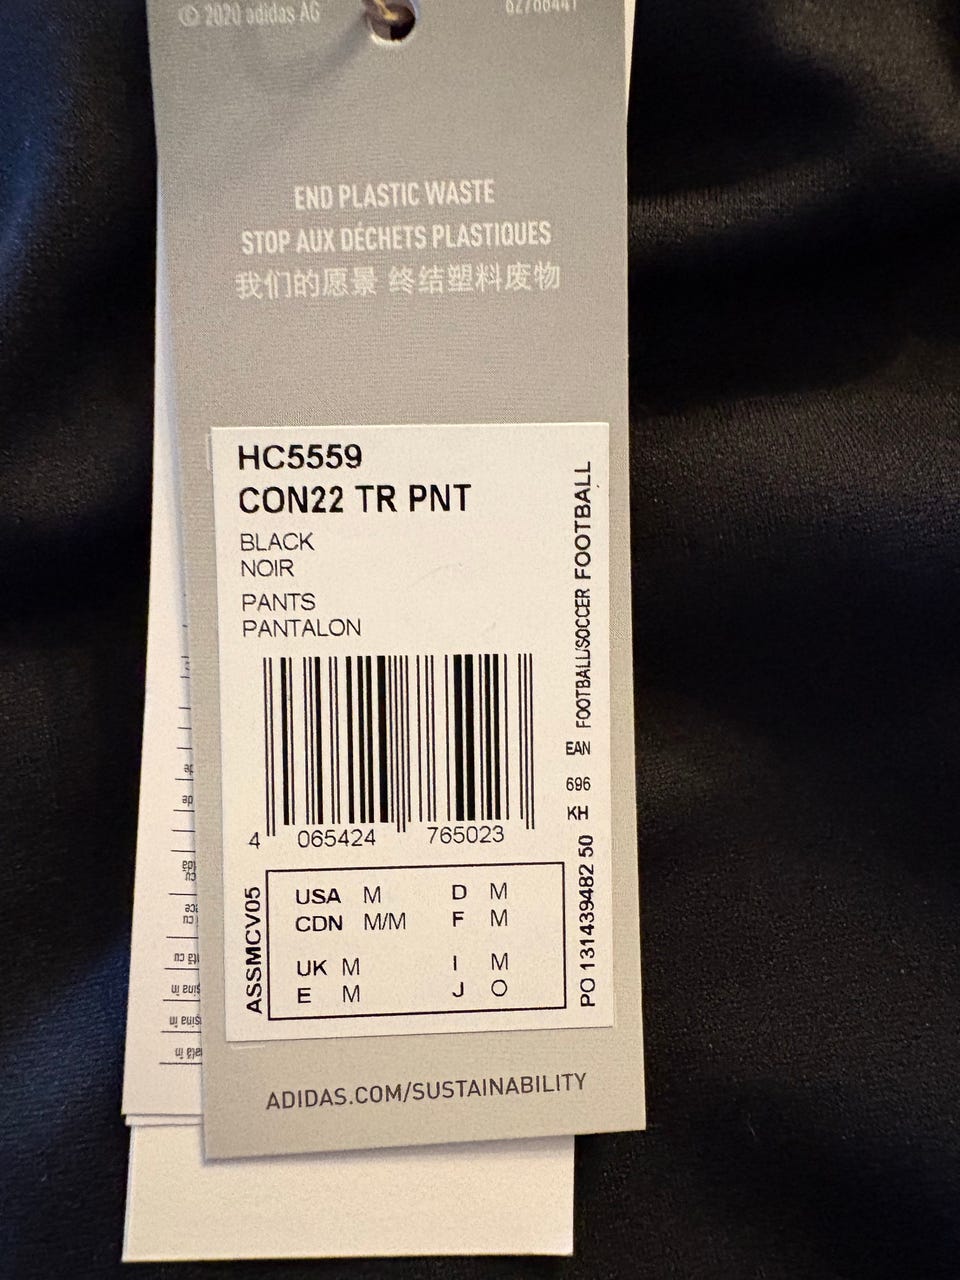 © 2020 adidas AG
END PLASTIC WASTE
STOP AUX DÉCHETS PLASTIQUES
我们的愿景 终结塑料废物
HC5559
CON22 TR PNT
BLACK
NOIR
PANTS
PANTALON
4 065424 765023
FOOTBALL/SOCCER FOOTBALL
EAN
696
KH
PO 131439482 50
ASSMCV05
USA M D M
CDN M/M F M
UK M I M
E M J O
ADIDAS.COM/SUSTAINABILITY